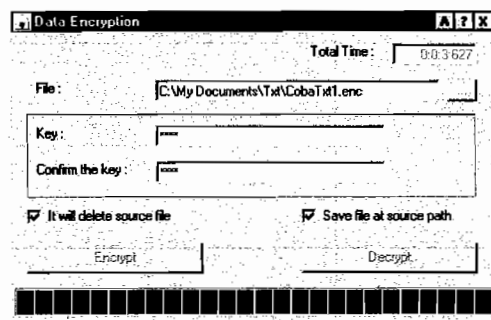 Data Encryption A ? X
Total Time : 0:0:3:627
File : C:\My Documents\Txt\CobaTxt1.enc
Key : ****
Confirm the key : ****
It will delete source file Save file at source path
Encrypt Decrypt